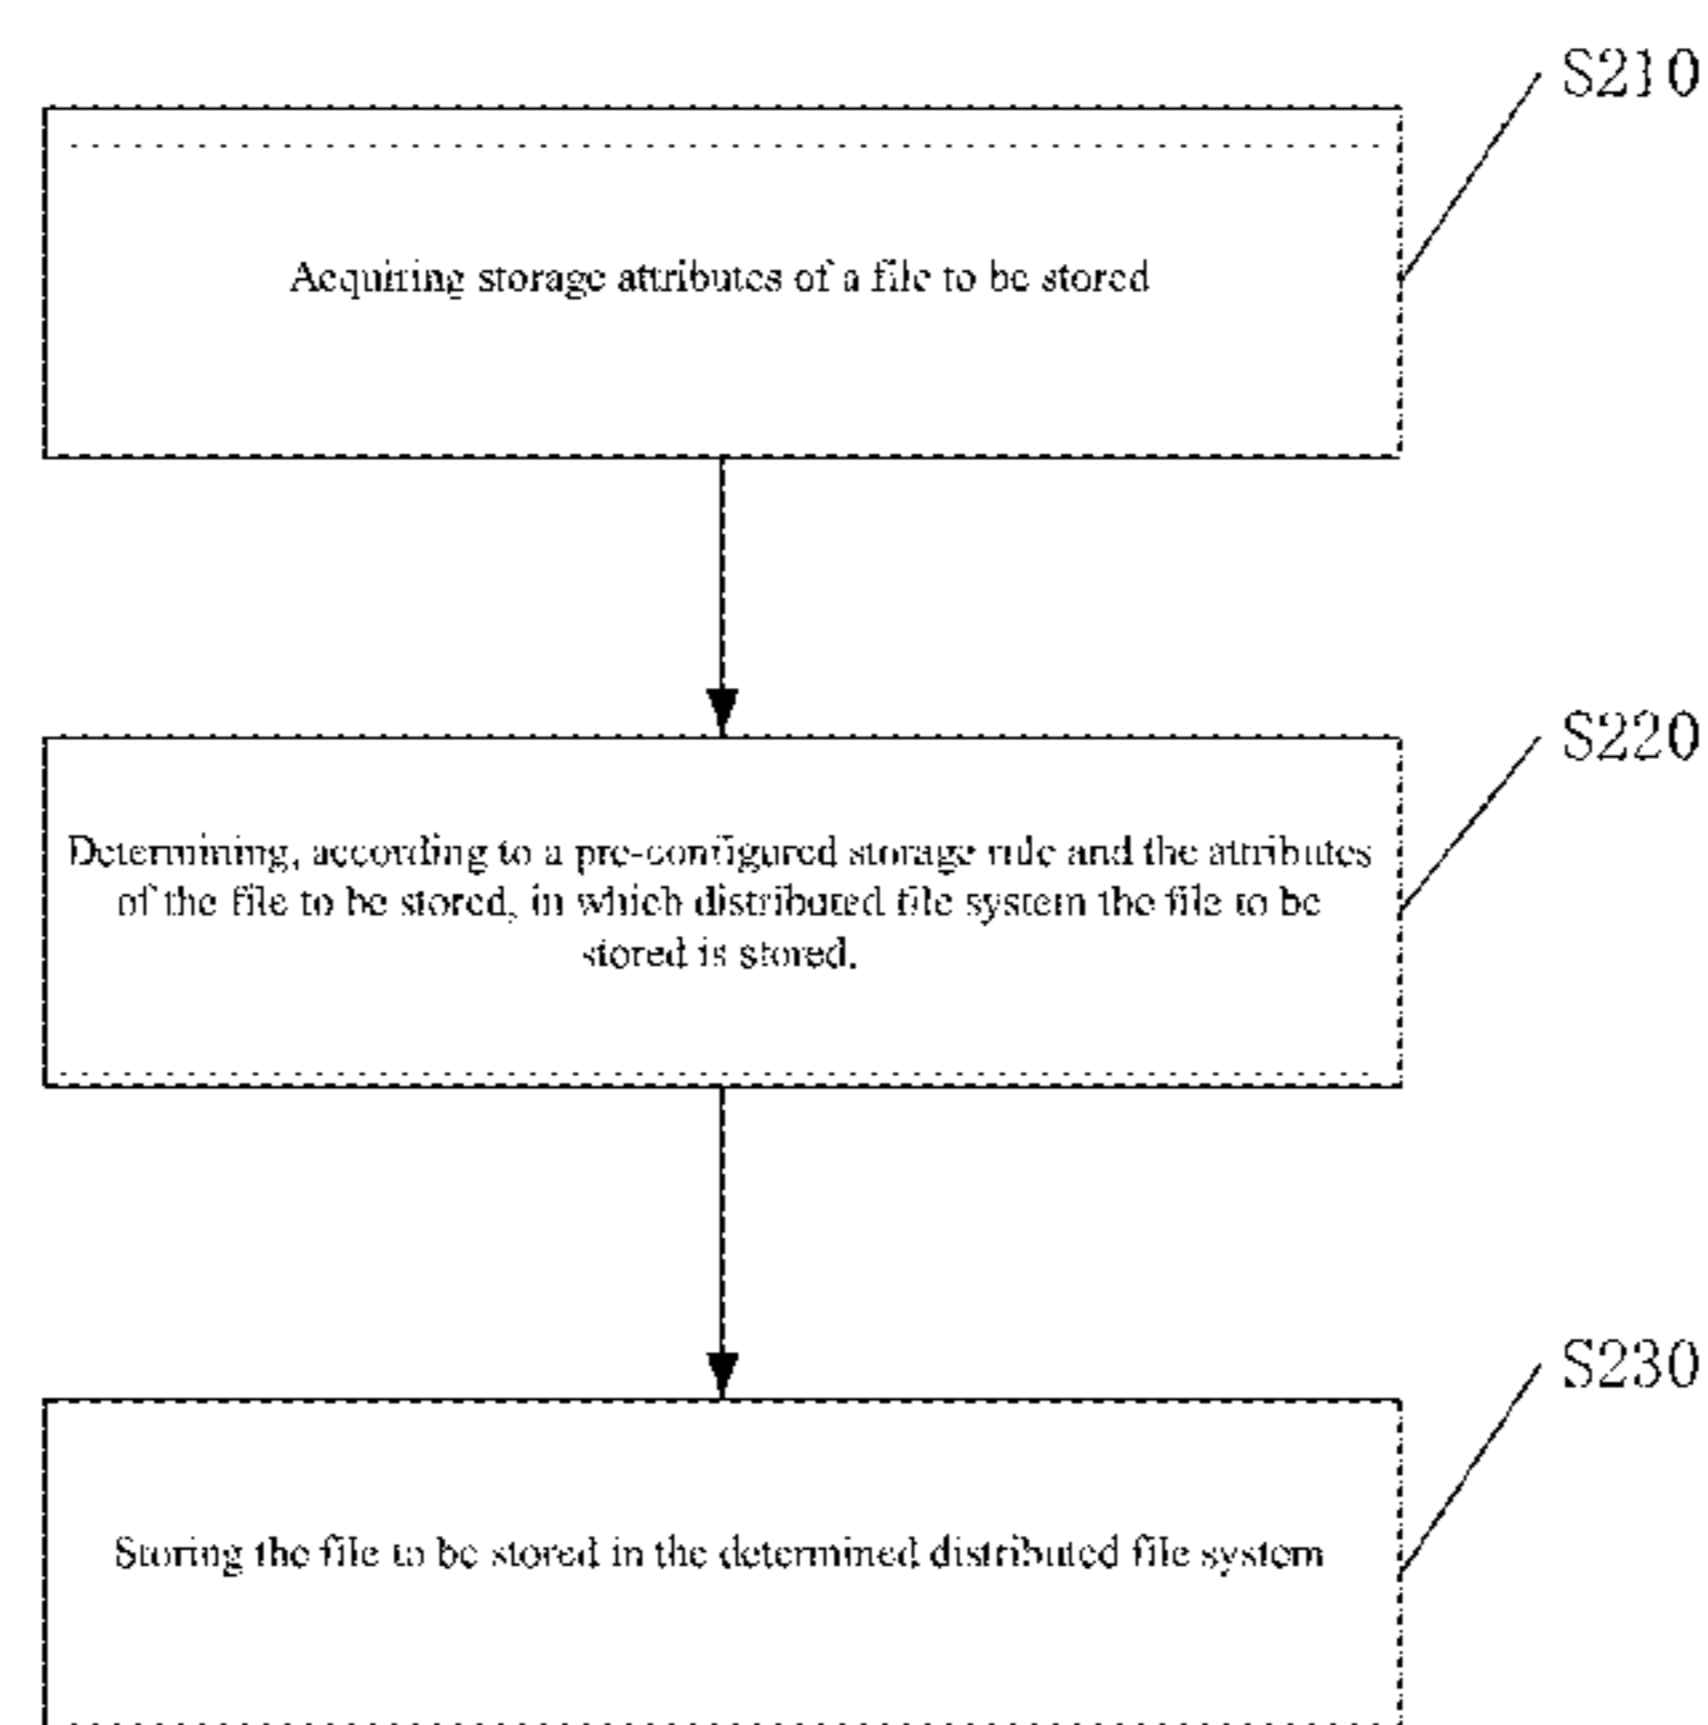 S210
Acquiring storage attributes of a file to be stored
S220
Determining, according to a pre-configured storage rule and the attributes
of the file to be stored, in which distributed file system the file to be
stored is stored.
S230
Storing the file to be stored in the determined distributed file system